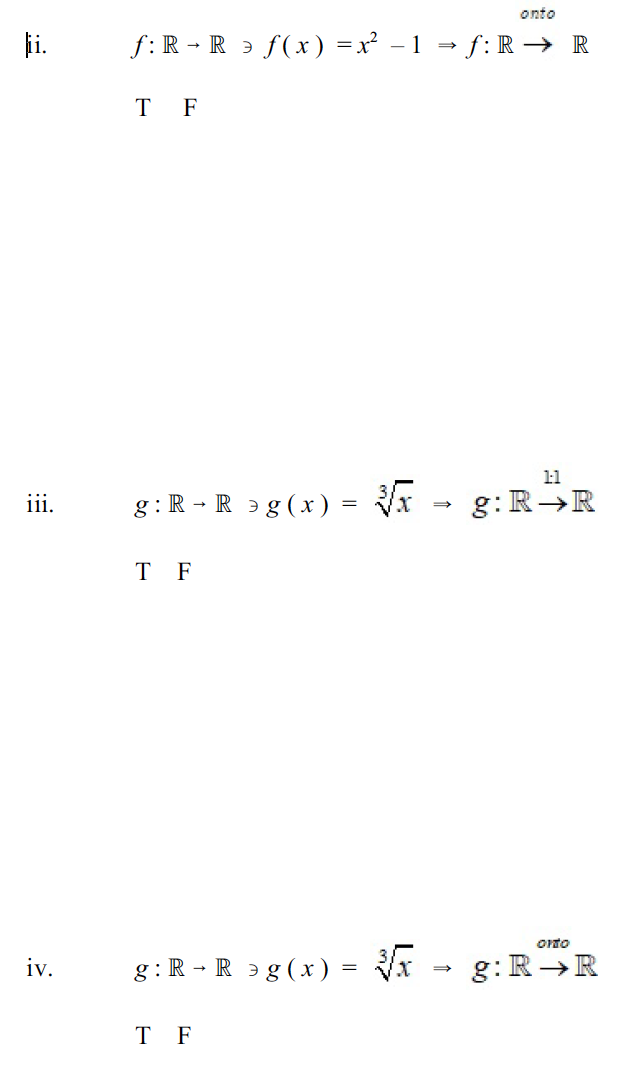 onto
ii. f : ℝ → ℝ ∍ f ( x ) = x² – 1 ⇒ f : ℝ → ℝ
T F
1-1
iii. g : ℝ → ℝ ∍ g ( x ) = ∛x ⇒ g : ℝ → ℝ
T F
onto
iv. g : ℝ → ℝ ∍ g ( x ) = ∛x ⇒ g : ℝ → ℝ
T F